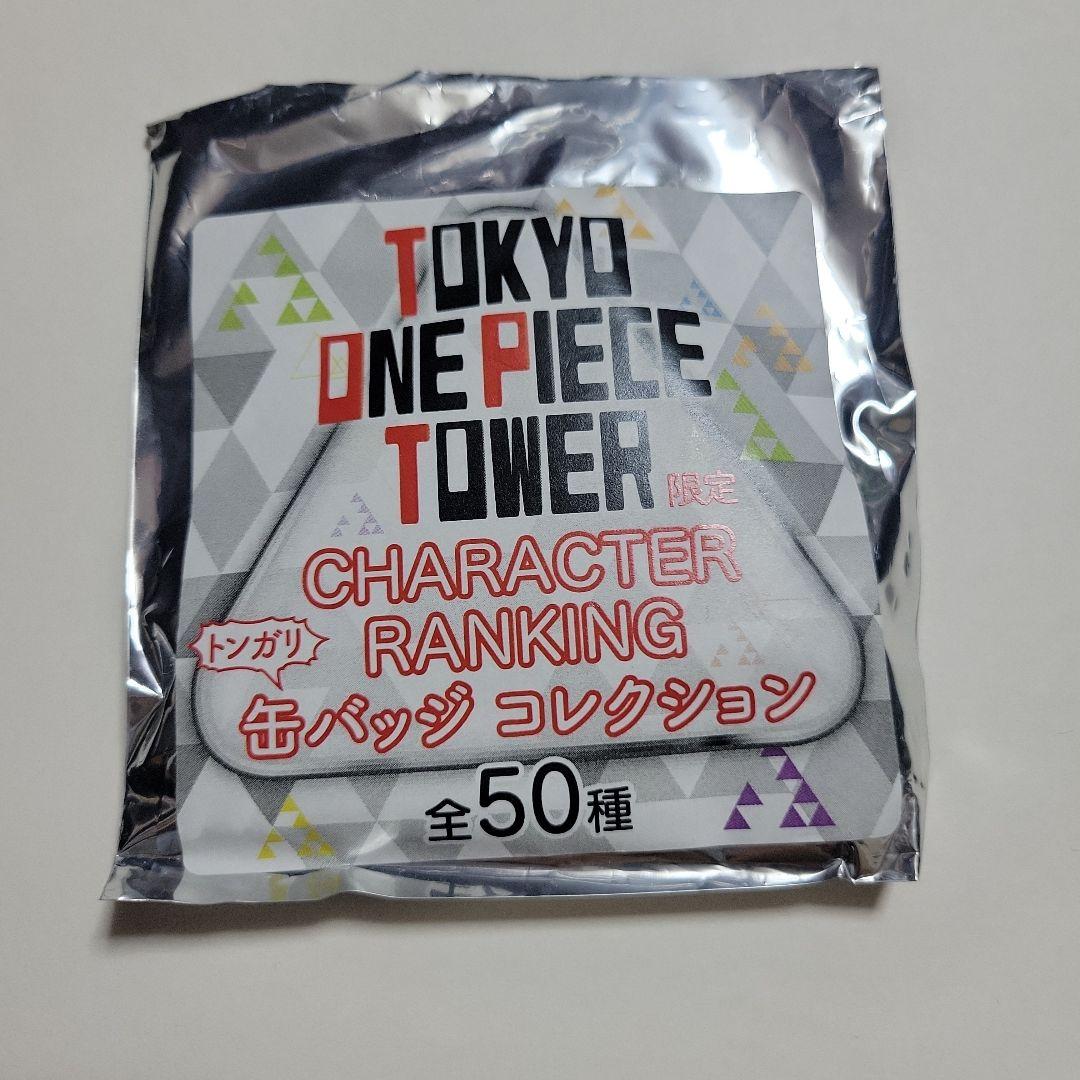 TOKYO
ONE PIECE
TOWER 限定
CHARACTER
RANKING
トンガリ
缶バッジ コレクション
全50種